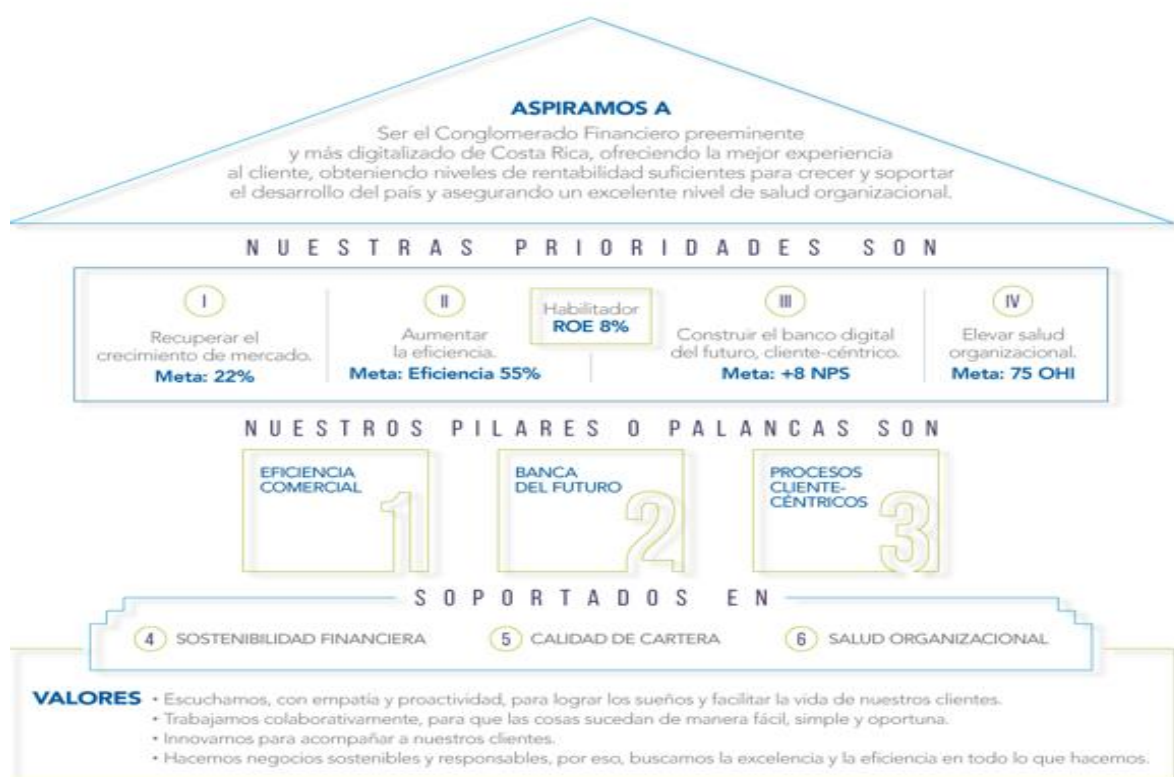 ASPIRAMOS A
Ser el Conglomerado Financiero preeminente
y más digitalizado de Costa Rica, ofreciendo la mejor experiencia
al cliente, obteniendo niveles de rentabilidad suficientes para crecer y soportar
el desarrollo del país y asegurando un excelente nivel de salud organizacional.
NUESTRAS PRIORIDADES SON
I
Recuperar el
crecimiento de mercado.
Meta: 22%
II
Aumentar
la eficiencia.
Meta: Eficiencia 55%
Habilitador
ROE 8%
III
Construir el banco digital
del futuro, cliente-céntrico.
Meta: +8 NPS
IV
Elevar salud
organizacional.
Meta: 75 OHI
NUESTROS PILARES O PALANCAS SON
EFICIENCIA
COMERCIAL
1
BANCA
DEL FUTURO
2
PROCESOS
CLIENTE-
CÉNTRICOS
3
SOPORTADOS EN
4 SOSTENIBILIDAD FINANCIERA
5 CALIDAD DE CARTERA
6 SALUD ORGANIZACIONAL
VALORES • Escuchamos, con empatía y proactividad, para lograr los sueños y facilitar la vida de nuestros clientes.
• Trabajamos colaborativamente, para que las cosas sucedan de manera fácil, simple y oportuna.
• Innovamos para acompañar a nuestros clientes.
• Hacemos negocios sostenibles y responsables, por eso, buscamos la excelencia y la eficiencia en todo lo que hacemos.